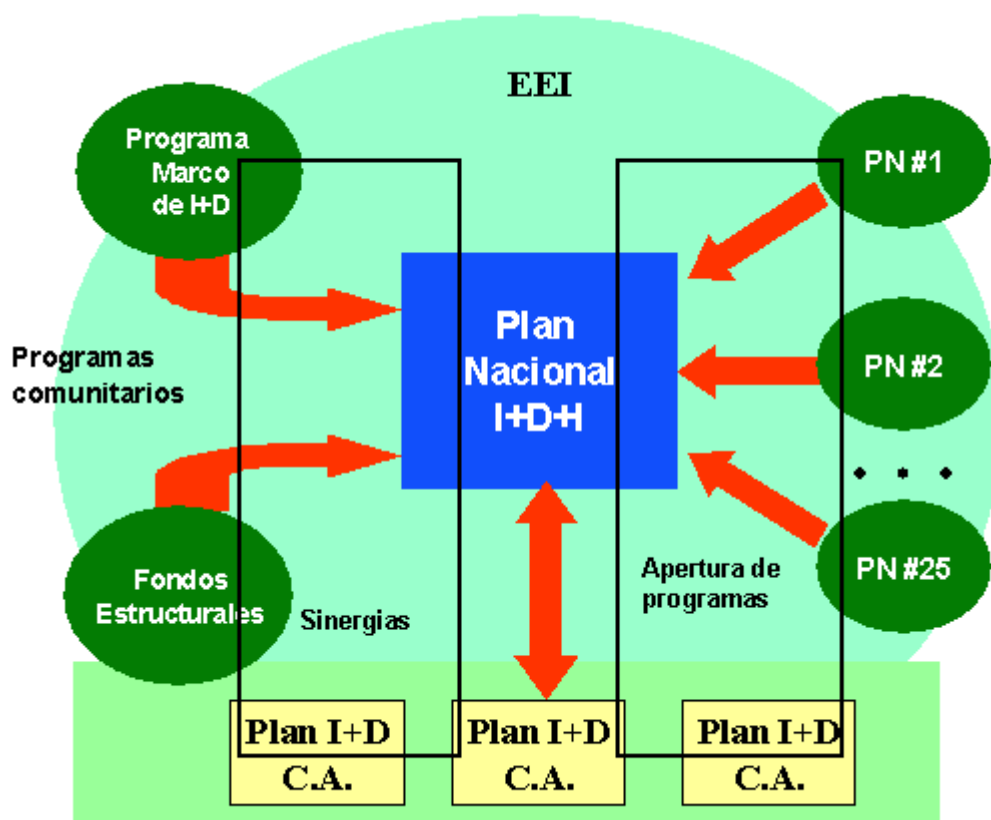 EEI
Programa
Marco
de I+D
PN #1
Plan
Nacional
I+D+I
Programas
comunitarios
PN #2
. . .
Fondos
Estructurales
Sinergias
Apertura de
programas
PN #25
Plan I+D
C.A.
Plan I+D
C.A.
Plan I+D
C.A.